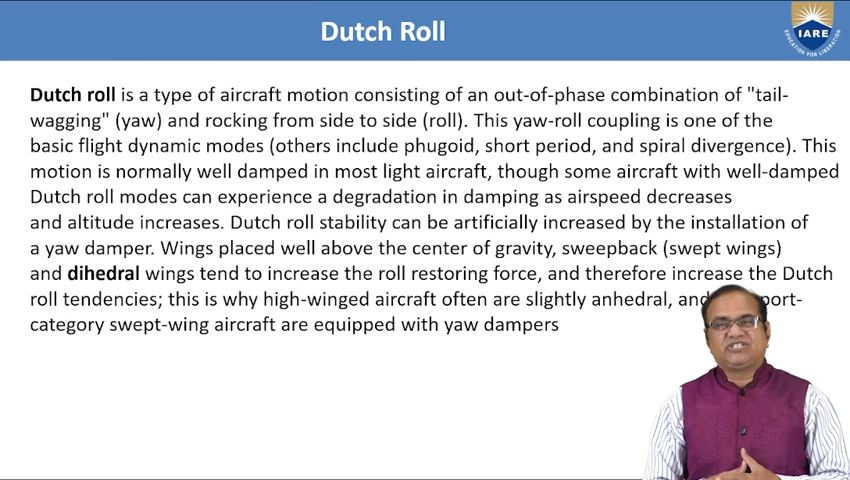 Dutch Roll
IARE
EDUCATION FOR LIBERATION
Dutch roll is a type of aircraft motion consisting of an out-of-phase combination of "tail-
wagging" (yaw) and rocking from side to side (roll). This yaw-roll coupling is one of the
basic flight dynamic modes (others include phugoid, short period, and spiral divergence). This
motion is normally well damped in most light aircraft, though some aircraft with well-damped
Dutch roll modes can experience a degradation in damping as airspeed decreases
and altitude increases. Dutch roll stability can be artificially increased by the installation of
a yaw damper. Wings placed well above the center of gravity, sweepback (swept wings)
and dihedral wings tend to increase the roll restoring force, and therefore increase the Dutch
roll tendencies; this is why high-winged aircraft often are slightly anhedral, and port-
category swept-wing aircraft are equipped with yaw dampers